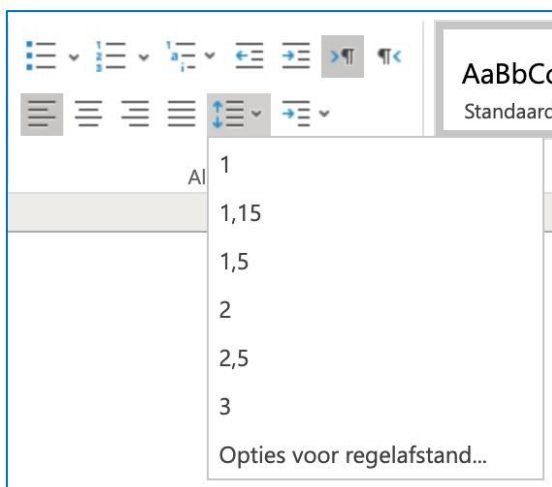 AaBbCc
Standaard
Al
1
1,15
1,5
2
2,5
3
Opties voor regelafstand...